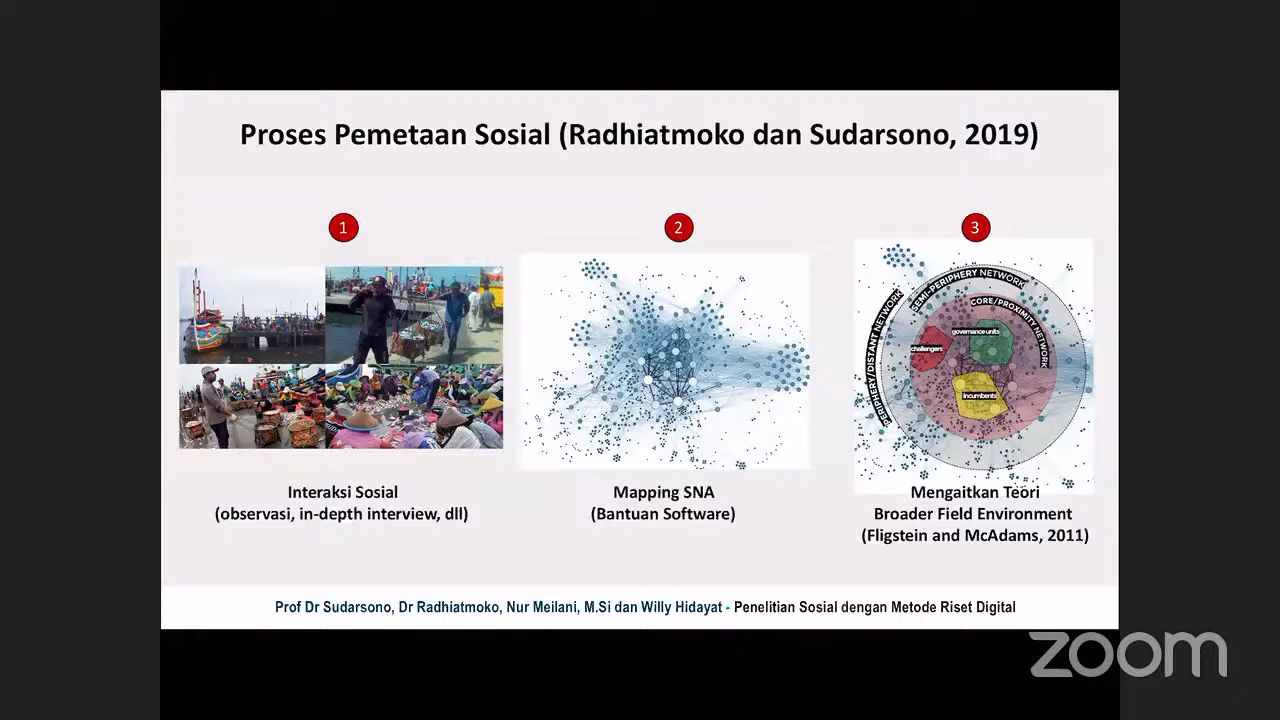 Proses Pemetaan Sosial (Radhiatmoko dan Sudarsono, 2019)
1
2
3
PERIPHERY/DISTANT NETWORK
SEMI-PERIPHERY NETWORK
CORE/PROXIMITY NETWORK
governance units
challengers
Incumbents
Interaksi Sosial
(observasi, in-depth interview, dll)
Mapping SNA
(Bantuan Software)
Mengaitkan Teori
Broader Field Environment
(Fligstein and McAdams, 2011)
Prof Dr Sudarsono, Dr Radhiatmoko, Nur Meilani, M.Si dan Willy Hidayat - Penelitian Sosial dengan Metode Riset Digital
zoom